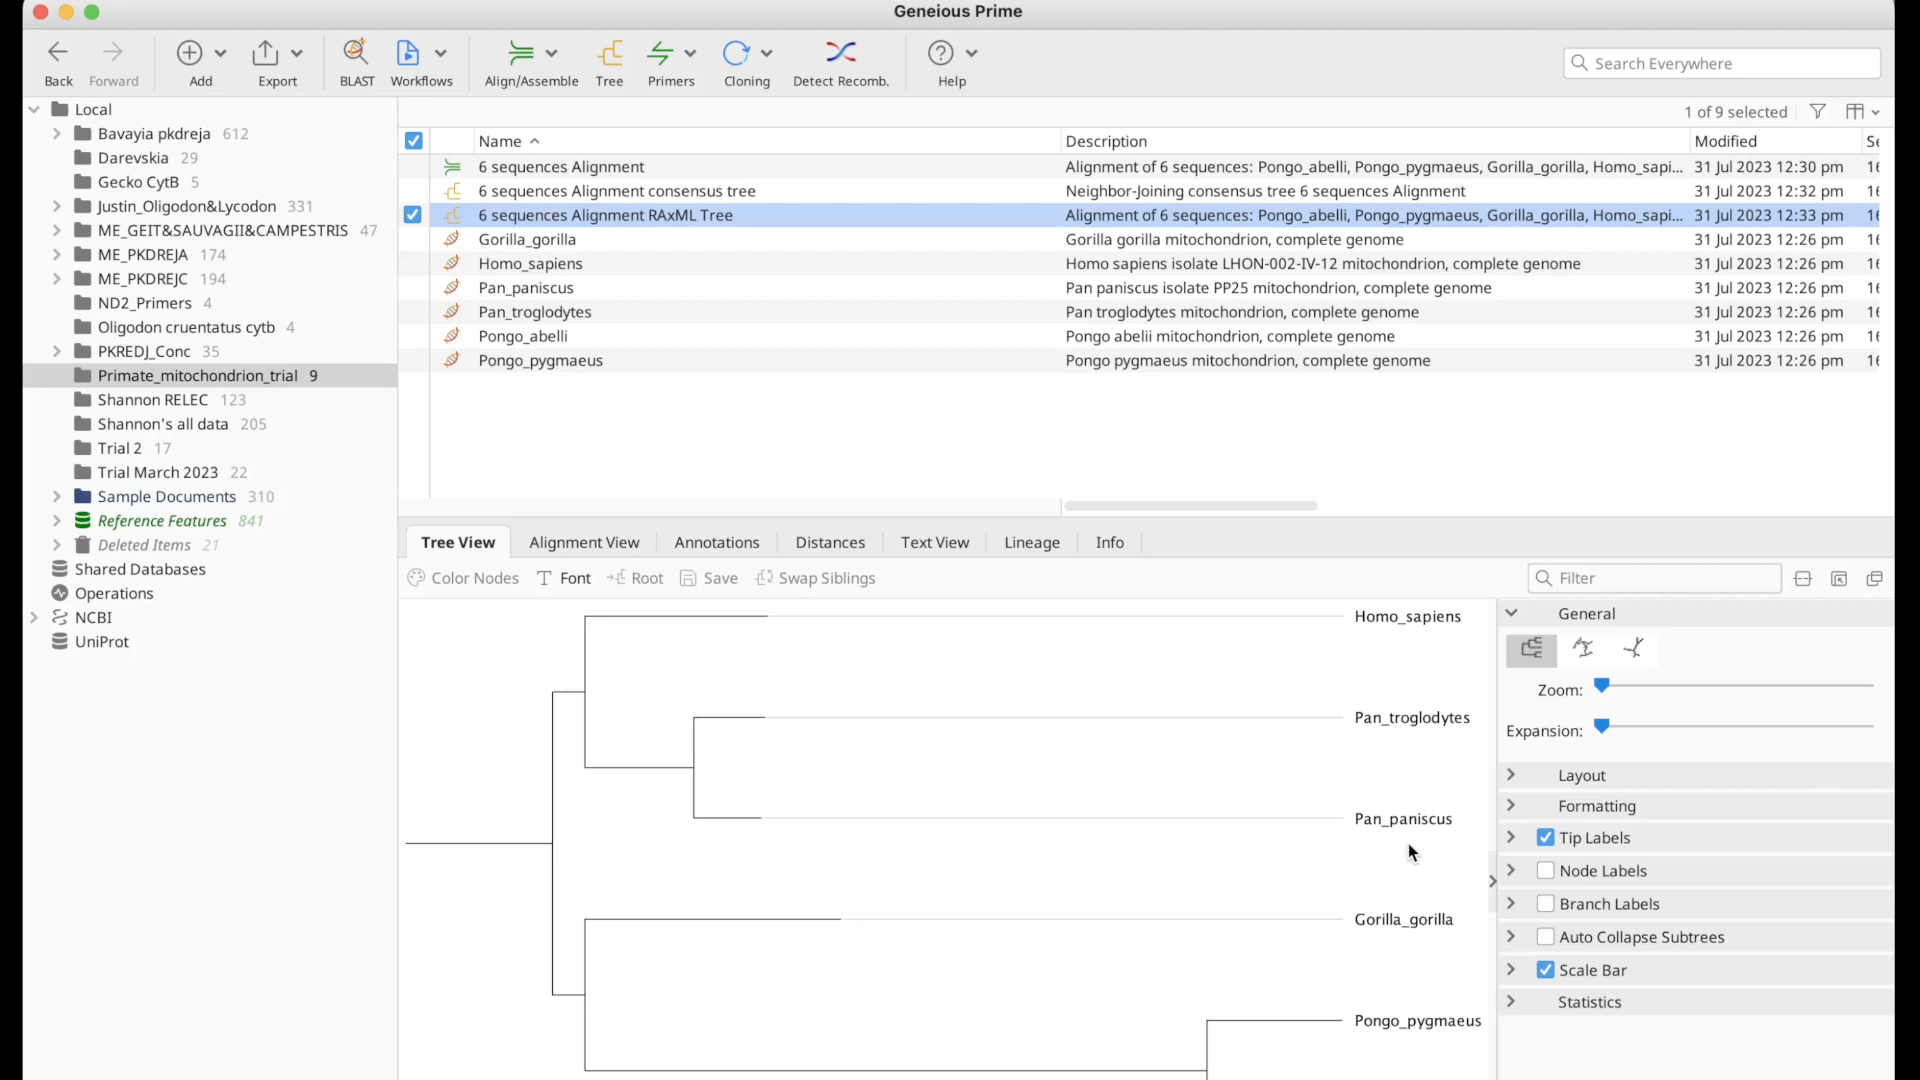 Geneious Prime
Back Forward Add Export BLAST Workflows Align/Assemble Tree Primers Cloning Detect Recomb. Help Search Everywhere
Local
Bavayia pkdreja 612
Darevskia 29
Gecko CytB 5
Justin_Oligodon&Lycodon 331
ME_GEIT&SAUVAGII&CAMPESTRIS 47
ME_PKDREJA 174
ME_PKDREJC 194
ND2_Primers 4
Oligodon cruentatus cytb 4
PKREDJ_Conc 35
Primate_mitochondrion_trial 9
Shannon RELEC 123
Shannon's all data 205
Trial 2 17
Trial March 2023 22
Sample Documents 310
Reference Features 841
Deleted Items 21
Shared Databases
Operations
NCBI
UniProt
1 of 9 selected
Name Description Modified Se
6 sequences Alignment Alignment of 6 sequences: Pongo_abelli, Pongo_pygmaeus, Gorilla_gorilla, Homo_sapi... 31 Jul 2023 12:30 pm 16
6 sequences Alignment consensus tree Neighbor-Joining consensus tree 6 sequences Alignment 31 Jul 2023 12:32 pm 16
6 sequences Alignment RAxML Tree Alignment of 6 sequences: Pongo_abelli, Pongo_pygmaeus, Gorilla_gorilla, Homo_sapi... 31 Jul 2023 12:33 pm 16
Gorilla_gorilla Gorilla gorilla mitochondrion, complete genome 31 Jul 2023 12:26 pm 16
Homo_sapiens Homo sapiens isolate LHON-002-IV-12 mitochondrion, complete genome 31 Jul 2023 12:26 pm 16
Pan_paniscus Pan paniscus isolate PP25 mitochondrion, complete genome 31 Jul 2023 12:26 pm 16
Pan_troglodytes Pan troglodytes mitochondrion, complete genome 31 Jul 2023 12:26 pm 16
Pongo_abelli Pongo abelii mitochondrion, complete genome 31 Jul 2023 12:26 pm 16
Pongo_pygmaeus Pongo pygmaeus mitochondrion, complete genome 31 Jul 2023 12:26 pm 16
Tree View Alignment View Annotations Distances Text View Lineage Info
Color Nodes Font Root Save Swap Siblings Filter
Homo_sapiens
Pan_troglodytes
Pan_paniscus
Gorilla_gorilla
Pongo_pygmaeus
General
Zoom:
Expansion:
Layout
Formatting
Tip Labels
Node Labels
Branch Labels
Auto Collapse Subtrees
Scale Bar
Statistics